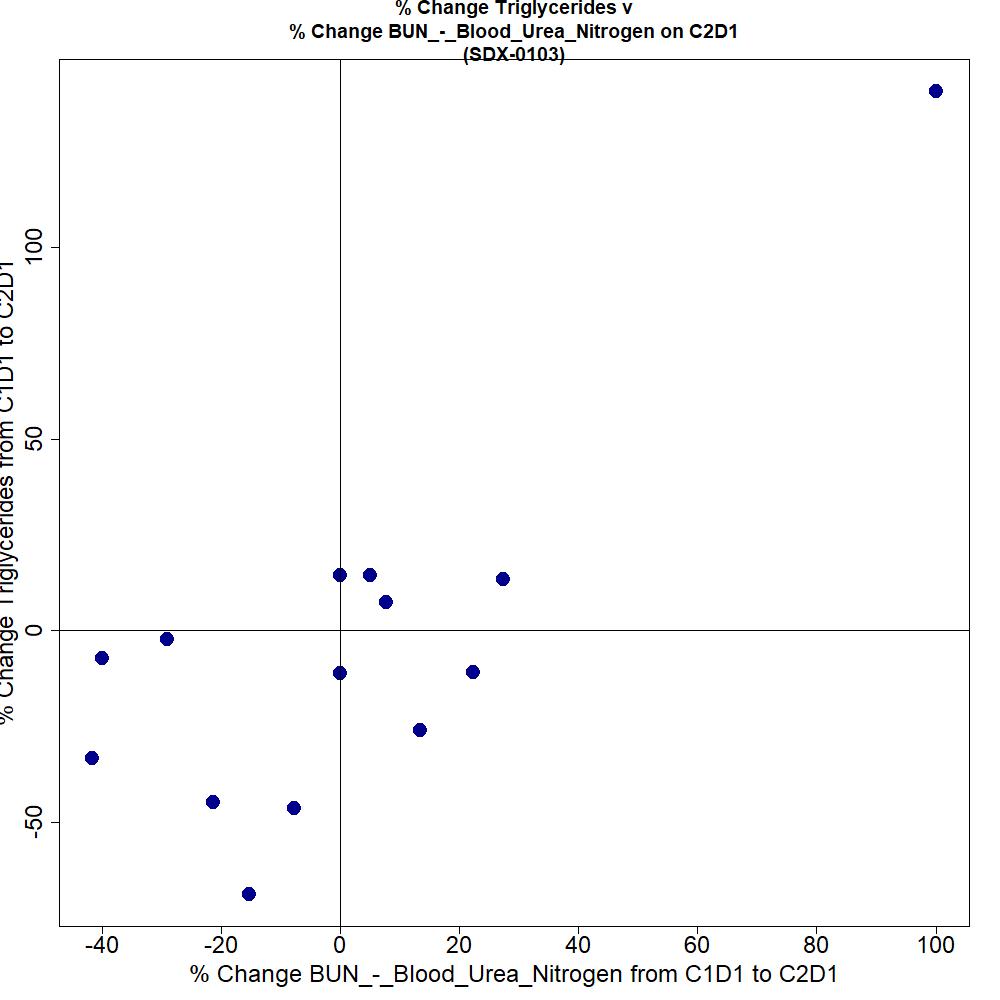 % Change Triglycerides v
% Change BUN_-_Blood_Urea_Nitrogen on C2D1
(SDX-0103)
% Change Triglycerides from C1D1 to C2D1
100
50
0
-50
-40 -20 0 20 40 60 80 100
% Change BUN_-_Blood_Urea_Nitrogen from C1D1 to C2D1